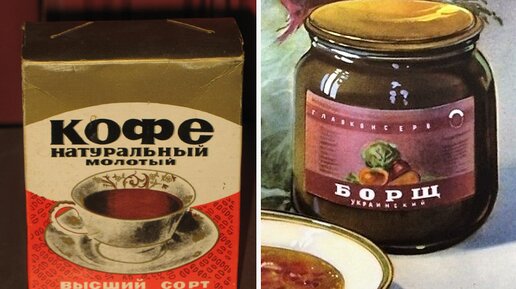 КОФЕ
НАТУРАЛЬНЫЙ
МОЛОТЫЙ
ВЫСШИЙ СОРТ
ГЛАВКОНСЕРВ
БОРЩ
УКРАИНСКИЙ